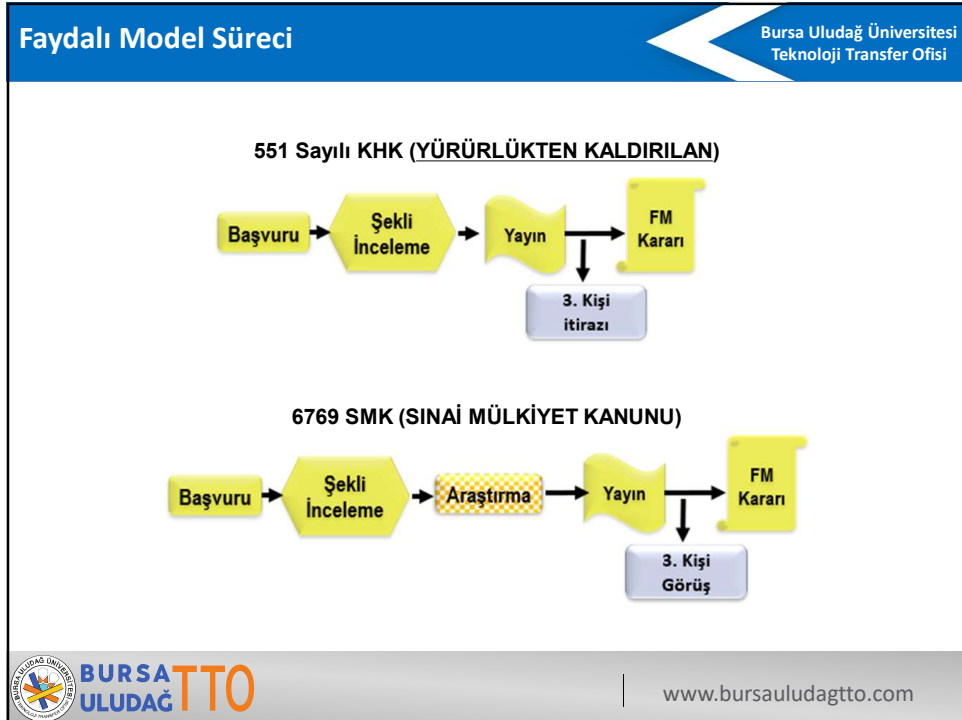 Faydalı Model Süreci
Bursa Uludağ Üniversitesi
Teknoloji Transfer Ofisi
551 Sayılı KHK (YÜRÜRLÜKTEN KALDIRILAN)
Başvuru
Şekli
İnceleme
Yayın
FM
Kararı
3. Kişi
itirazı
6769 SMK (SINAİ MÜLKİYET KANUNU)
Başvuru
Şekli
İnceleme
Araştırma
Yayın
FM
Kararı
3. Kişi
Görüş
BURSA
ULUDAĞ
TTO
www.bursauludagtto.com